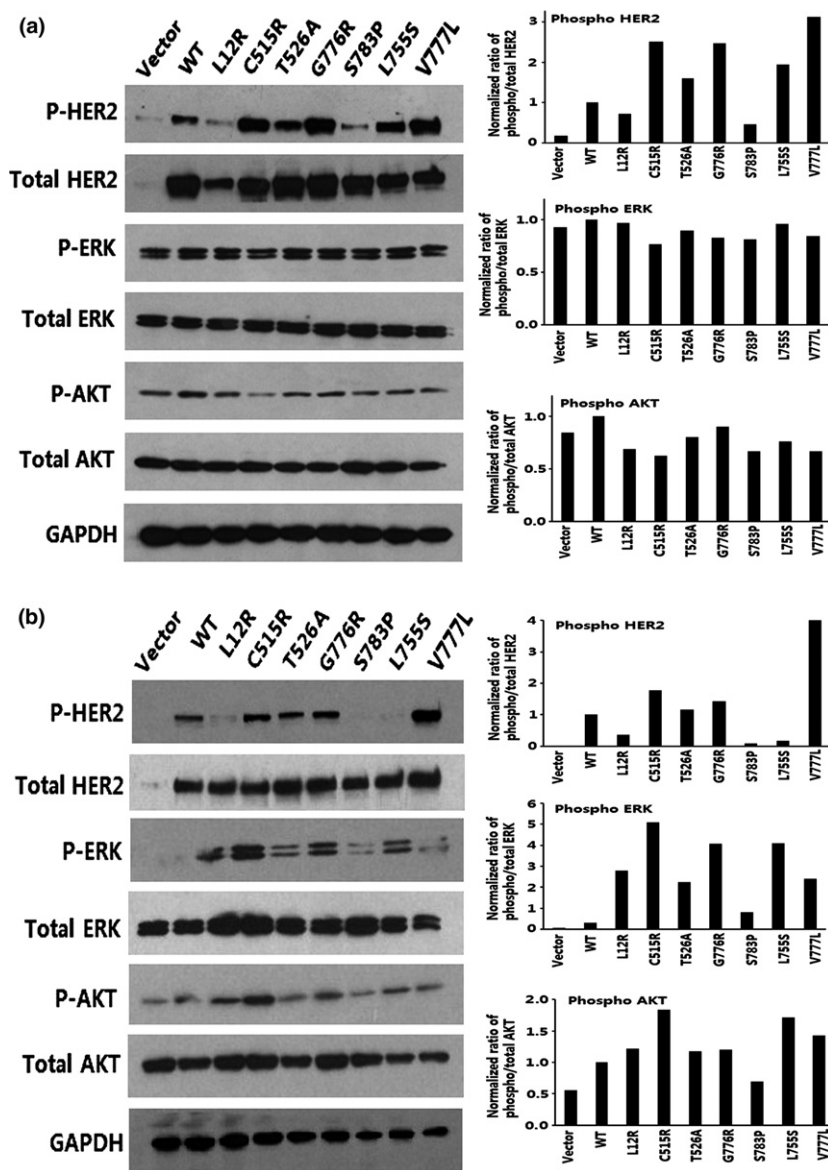 (a)
Vector WT L12R C515R T526A G776R S783P L755S V777L
P-HER2
Total HER2
P-ERK
Total ERK
P-AKT
Total AKT
GAPDH
Phospho HER2
Normalized ratio of
phospho/total HER2
3
2
1
0
Vector WT L12R C515R T526A G776R S783P L755S V777L
Phospho ERK
Normalized ratio of
phospho/total ERK
1.0
0.5
0.0
Vector WT L12R C515R T526A G776R S783P L755S V777L
Phospho AKT
Normalized ratio of
phospho/total AKT
1.0
0.5
0.0
Vector WT L12R C515R T526A G776R S783P L755S V777L
(b)
Vector WT L12R C515R T526A G776R S783P L755S V777L
P-HER2
Total HER2
P-ERK
Total ERK
P-AKT
Total AKT
GAPDH
Phospho HER2
Normalized ratio of
phospho/total HER2
4
3
2
1
0
Vector WT L12R C515R T526A G776R S783P L755S V777L
Phospho ERK
Normalized ratio of
phospho/total ERK
6
5
4
3
2
1
0
Vector WT L12R C515R T526A G776R S783P L755S V777L
Phospho AKT
Normalized ratio of
phospho/total AKT
2.0
1.5
1.0
0.5
0.0
Vector WT L12R C515R T526A G776R S783P L755S V777L